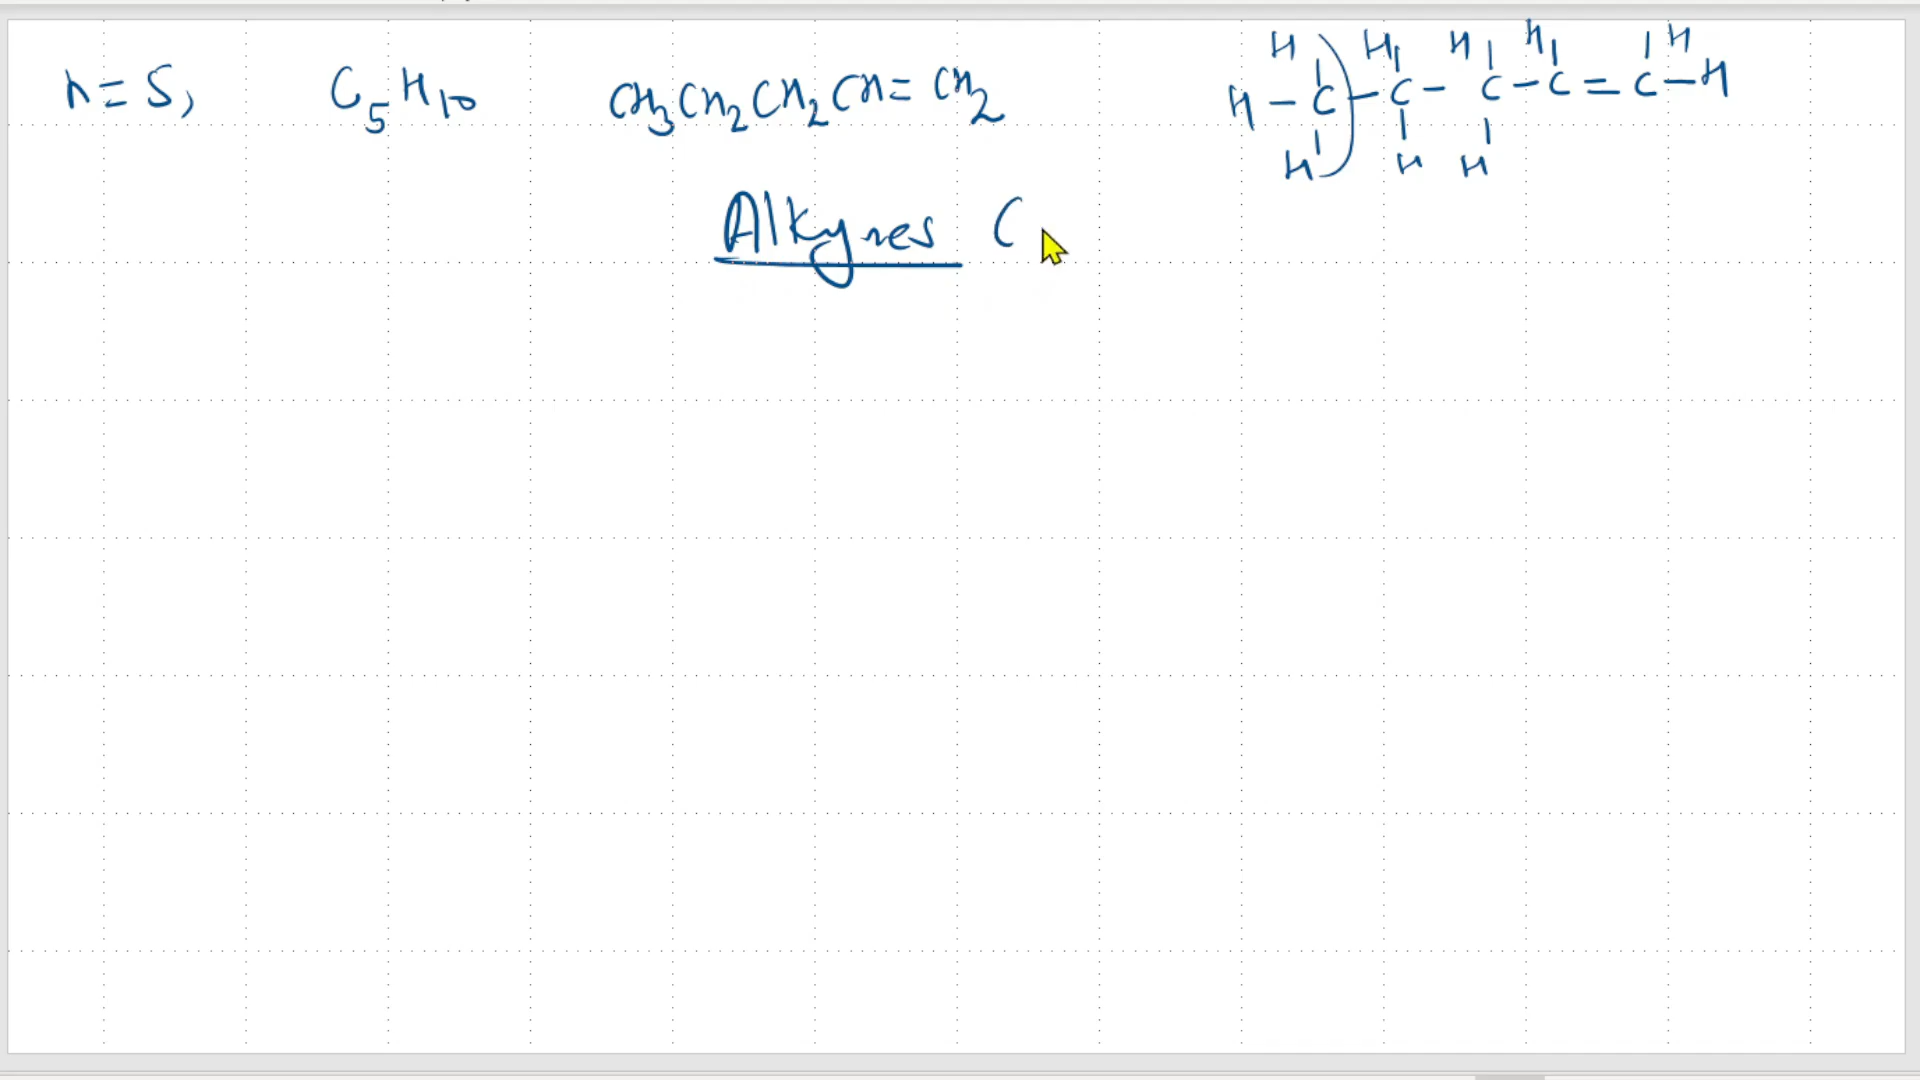 n = 5, C5H10 CH3CH2CH2CH=CH2
H H H H H
H - C - C - C - C = C - H
H H H
Alkynes (